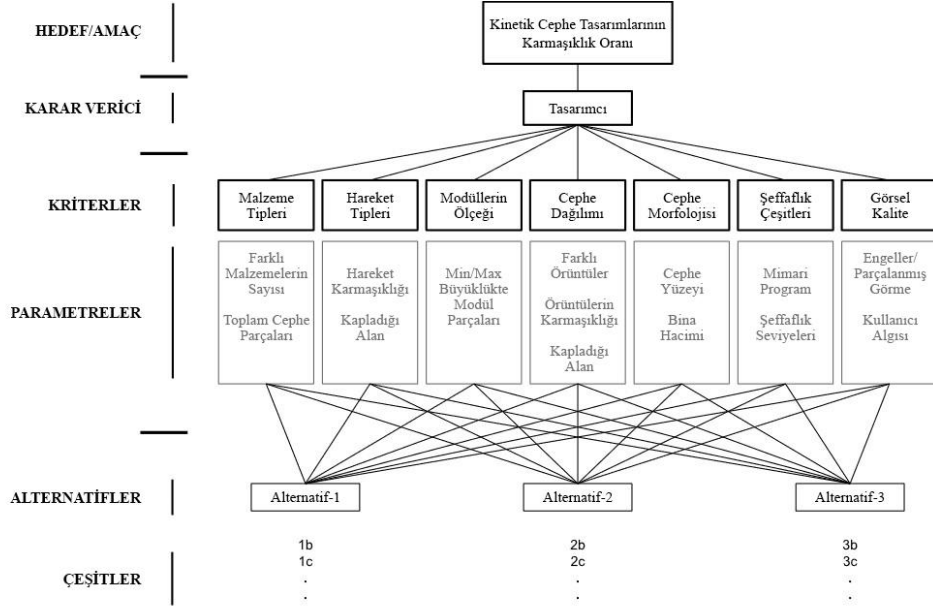 HEDEF/AMAÇ
Kinetik Cephe Tasarımlarının
Karmaşıklık Oranı
KARAR VERİCİ
Tasarımcı
KRİTERLER
Malzeme
Tipleri
Hareket
Tipleri
Modüllerin
Ölçeği
Cephe
Dağılımı
Cephe
Morfolojisi
Şeffaflık
Çeşitleri
Görsel
Kalite
PARAMETRELER
Farklı
Malzemelerin
Sayısı
Toplam Cephe
Parçaları
Hareket
Karmaşıklığı
Kapladığı
Alan
Min/Max
Büyüklükte
Modül
Parçaları
Farklı
Örüntüler
Örüntülerin
Karmaşıklığı
Kapladığı
Alan
Cephe
Yüzeyi
Bina
Hacimi
Mimari
Program
Şeffaflık
Seviyeleri
Engeller/
Parçalanmış
Görme
Kullanıcı
Algısı
ALTERNATİFLER
Alternatif-1
Alternatif-2
Alternatif-3
ÇEŞİTLER
1b
1c
.
.
2b
2c
.
.
3b
3c
.
.